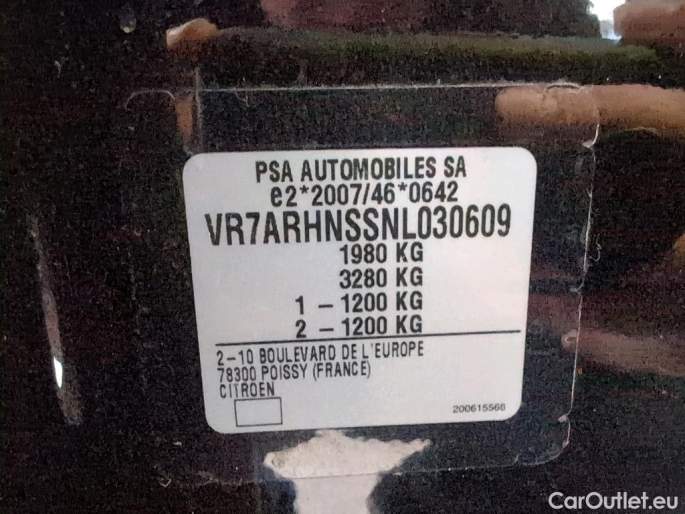 PSA AUTOMOBILES SA
e2*2007/46*0642
VR7ARHNSSNL030609
1980 KG
3280 KG
1 - 1200 KG
2 - 1200 KG
2-10 BOULEVARD DE L'EUROPE
78300 POISSY (FRANCE)
CITROEN
200615566
CarOutlet.eu